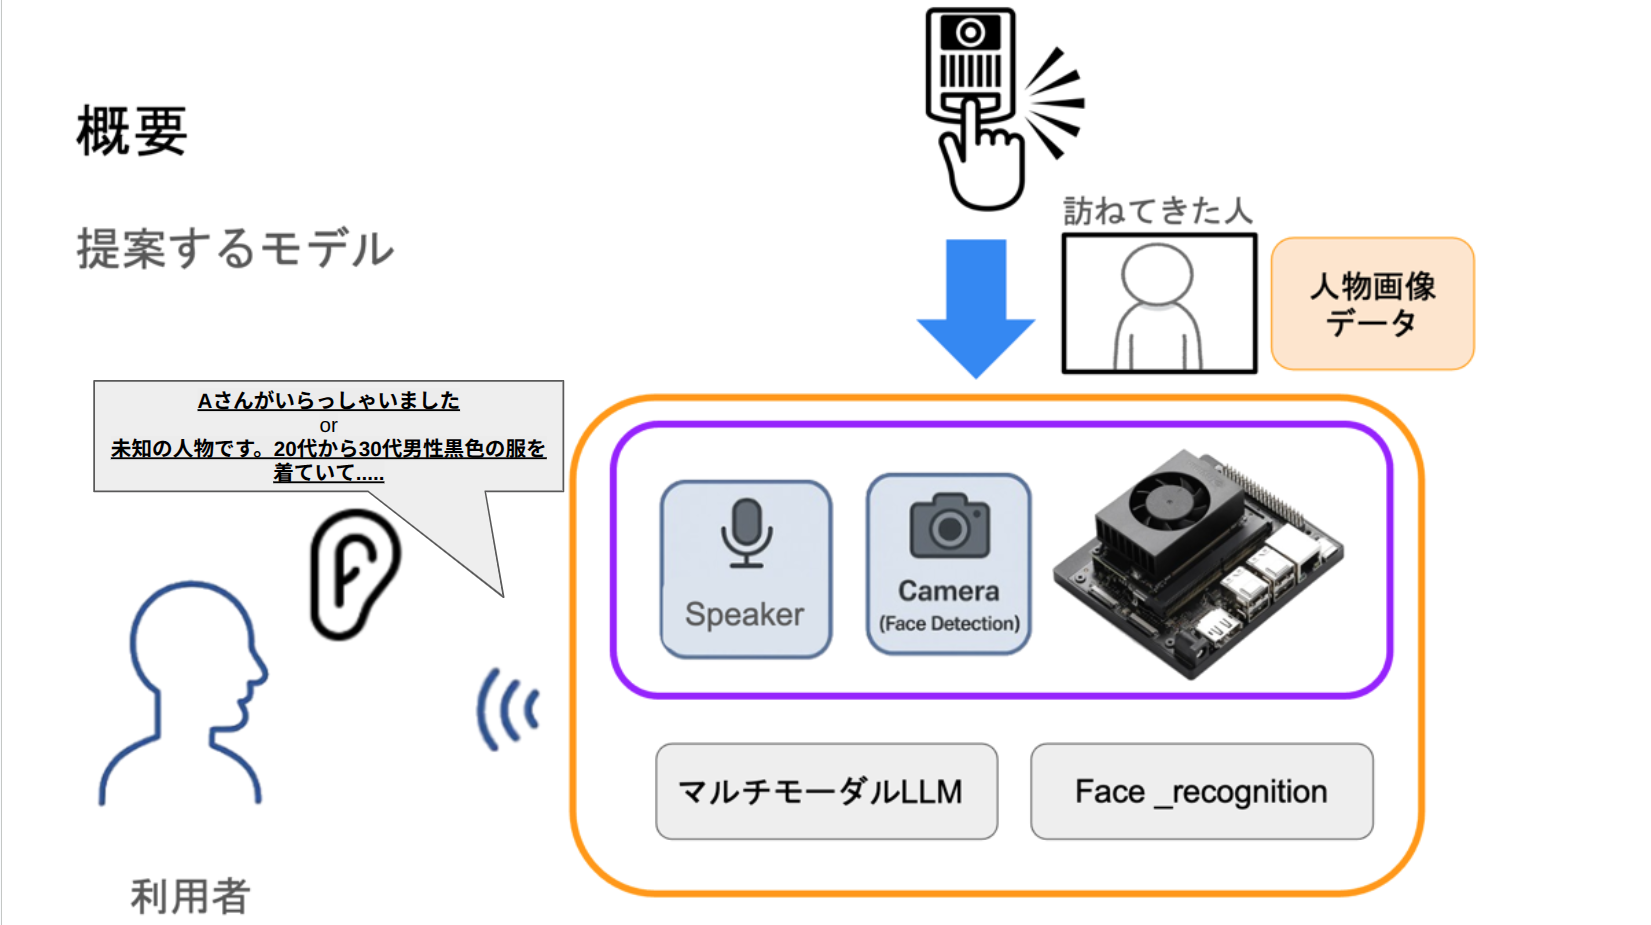 概要
提案するモデル
訪ねてきた人
人物画像
データ
Aさんがいらっしゃいました
or
未知の人物です。20代から30代男性黒色の服を
着ていて.....
Speaker
Camera
(Face Detection)
マルチモーダルLLM
Face _recognition
利用者